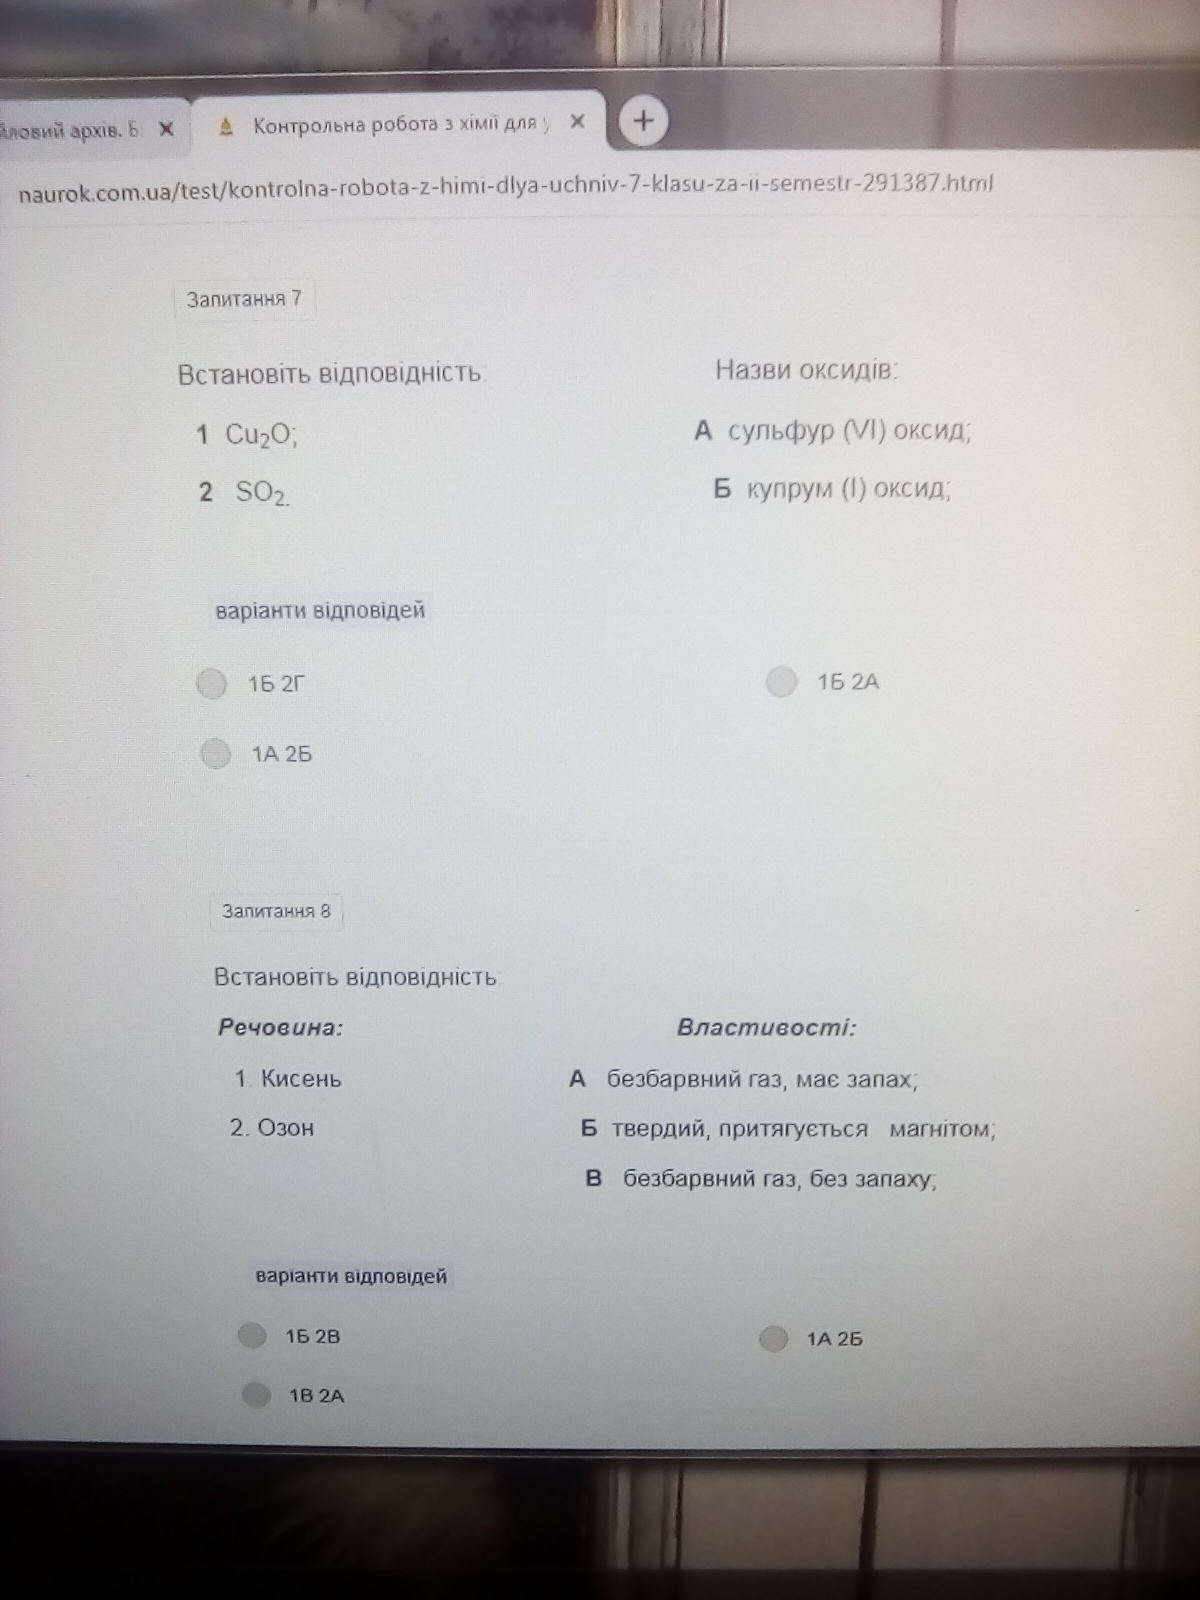 йловий архів. Б
Контрольна робота з хімії для у
naurok.com.ua/test/kontrolna-robota-z-himi-dlya-uchniv-7-klasu-za-ii-semestr-291387.html
Запитання 7
Встановіть відповідність:
Назви оксидів:
1 Cu₂O;
А сульфур (VI) оксид;
2 SO₂.
Б купрум (I) оксид;
варіанти відповідей
1Б 2Г
1Б 2А
1А 2Б
Запитання 8
Встановіть відповідність:
Речовина:
Властивості:
1. Кисень
А безбарвний газ, має запах;
2. Озон
Б твердий, притягується магнітом;
В безбарвний газ, без запаху;
варіанти відповідей
1Б 2В
1А 2Б
1В 2А